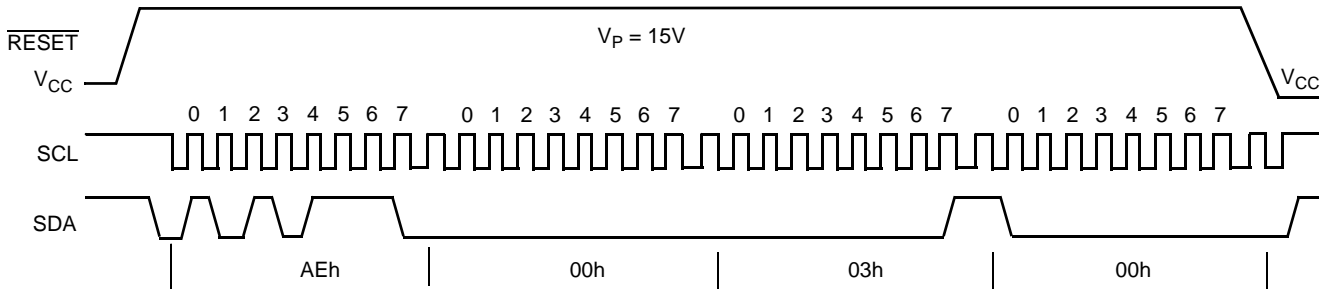 RESET
V_P = 15V
V_CC
V_CC
0 1 2 3 4 5 6 7 0 1 2 3 4 5 6 7 0 1 2 3 4 5 6 7 0 1 2 3 4 5 6 7
SCL
SDA
AEh 00h 03h 00h